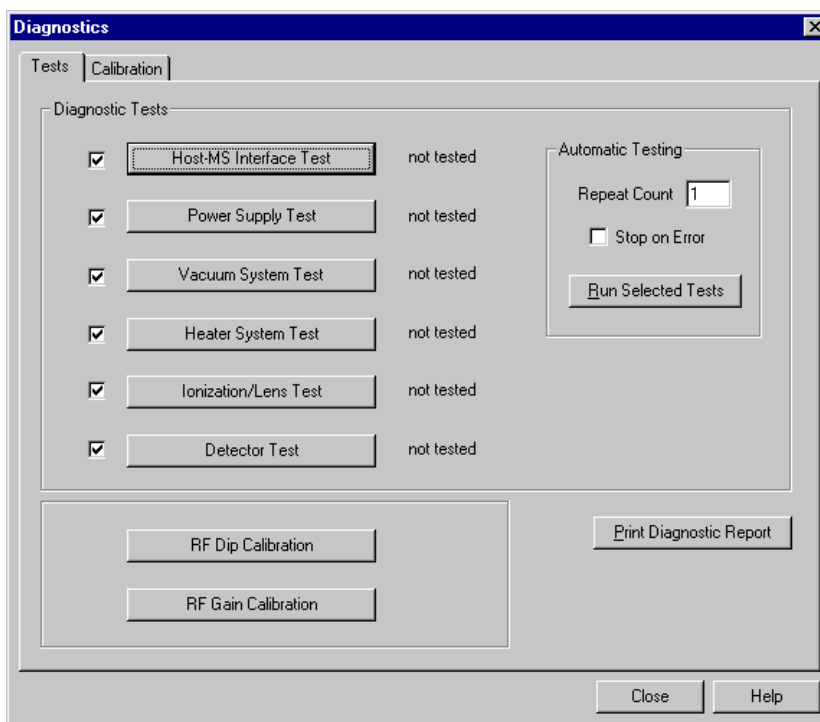 Diagnostics
Tests
Calibration
Diagnostic Tests
Host-MS Interface Test
not tested
Power Supply Test
not tested
Vacuum System Test
not tested
Heater System Test
not tested
Ionization/Lens Test
not tested
Detector Test
not tested
Automatic Testing
Repeat Count 1
Stop on Error
Run Selected Tests
RF Dip Calibration
RF Gain Calibration
Print Diagnostic Report
Close
Help